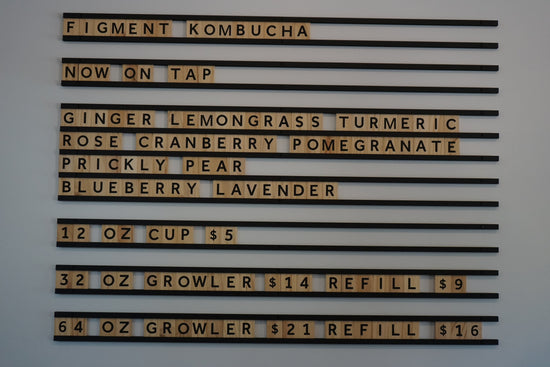 FIGMENT KOMBUCHA
NOW ON TAP
GINGER LEMONGRASS TURMERIC
ROSE CRANBERRY POMEGRANATE
PRICKLY PEAR
BLUEBERRY LAVENDER
12 OZ CUP $5
32 OZ GROWLER $14 REFILL $9
64 OZ GROWLER $21 REFILL $16